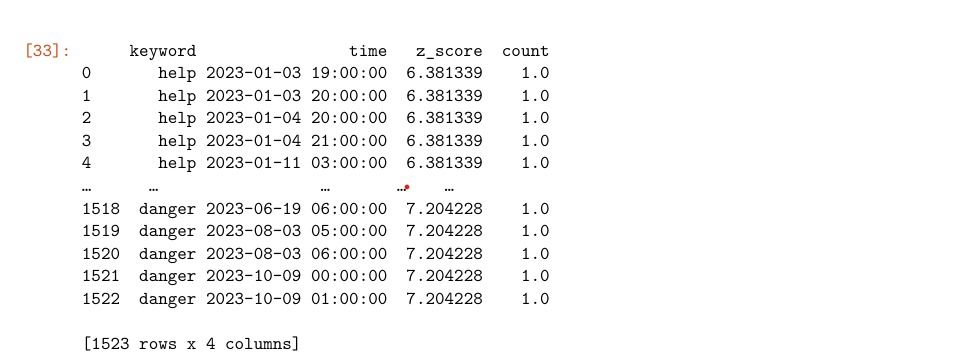 [33]:      keyword                time   z_score  count
0       help 2023-01-03 19:00:00  6.381339    1.0
1       help 2023-01-03 20:00:00  6.381339    1.0
2       help 2023-01-04 20:00:00  6.381339    1.0
3       help 2023-01-04 21:00:00  6.381339    1.0
4       help 2023-01-11 03:00:00  6.381339    1.0
…      …                 …       …    …
1518  danger 2023-06-19 06:00:00  7.204228    1.0
1519  danger 2023-08-03 05:00:00  7.204228    1.0
1520  danger 2023-08-03 06:00:00  7.204228    1.0
1521  danger 2023-10-09 00:00:00  7.204228    1.0
1522  danger 2023-10-09 01:00:00  7.204228    1.0
[1523 rows x 4 columns]